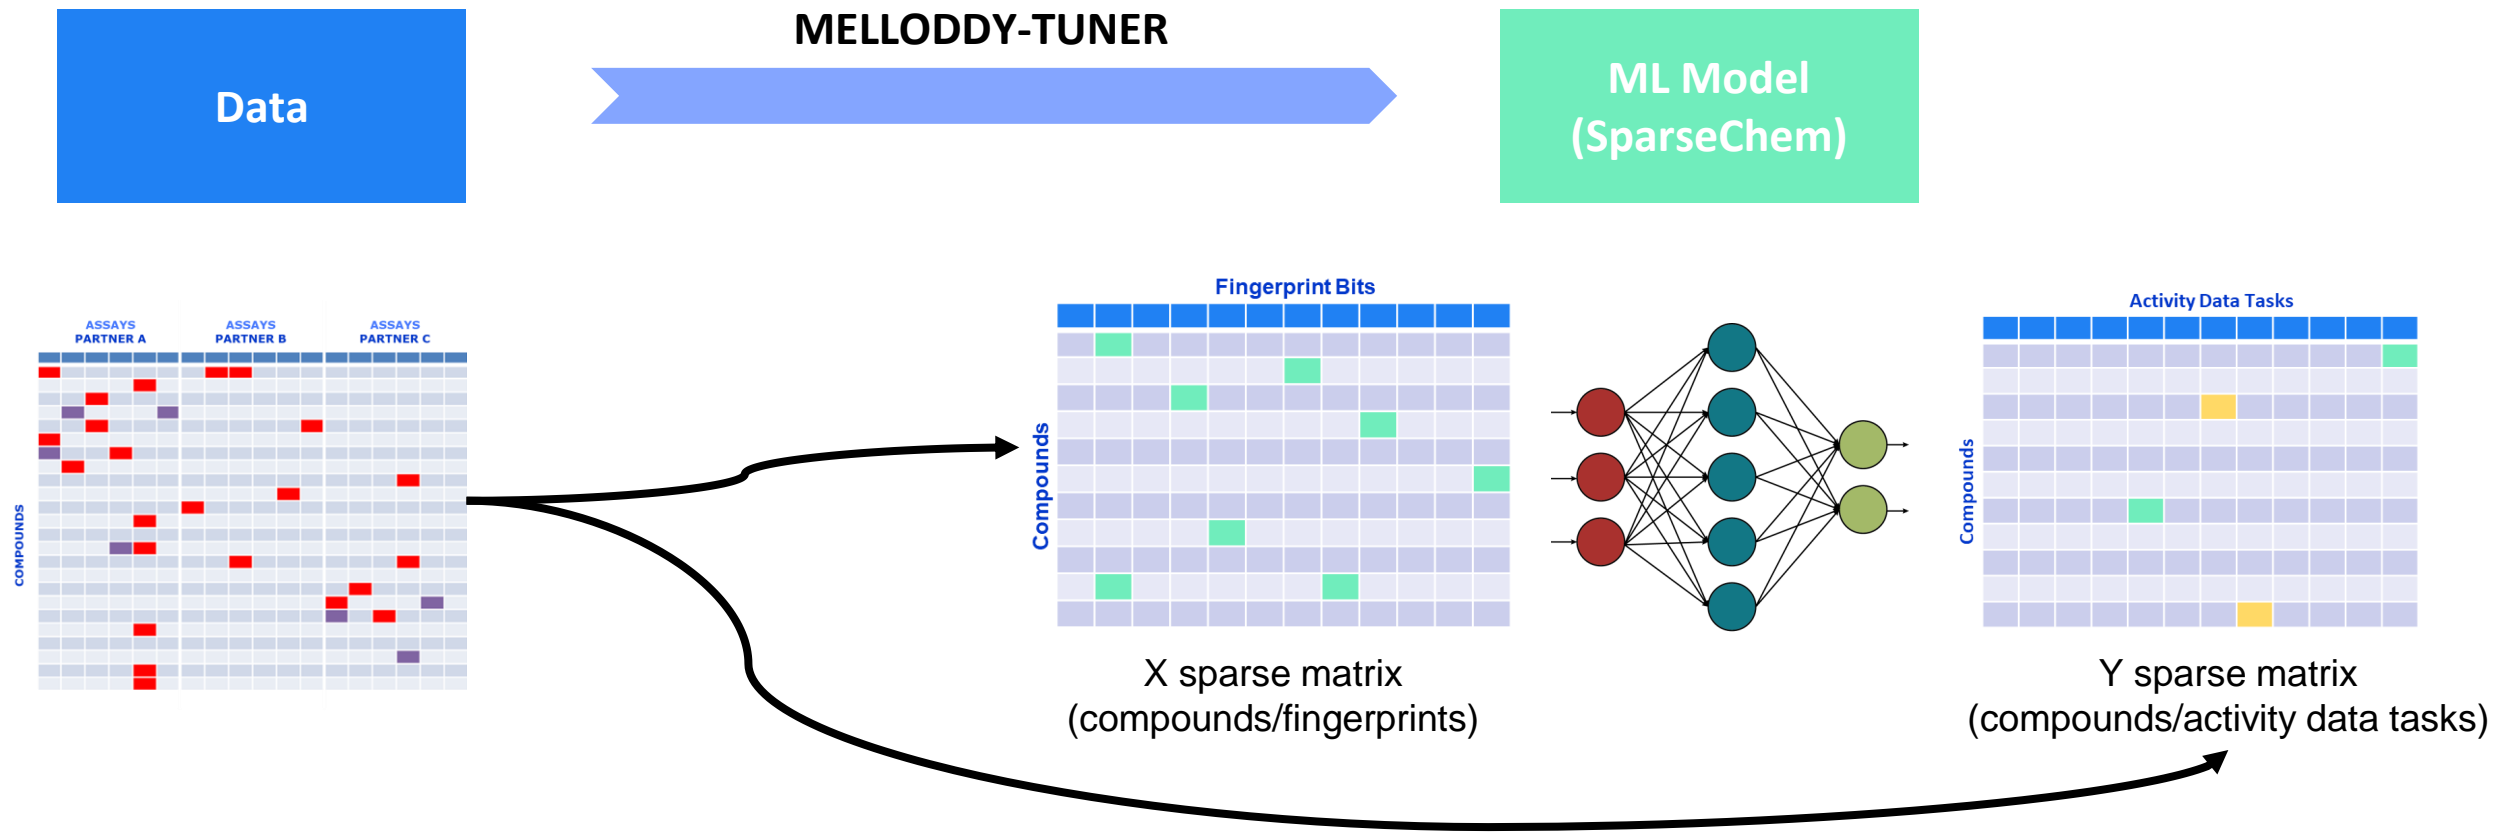 MELLODDY-TUNER
Data
ML Model
(SparseChem)
ASSAYS
PARTNER A
ASSAYS
PARTNER B
ASSAYS
PARTNER C
COMPOUNDS
Fingerprint Bits
Compounds
X sparse matrix
(compounds/fingerprints)
Activity Data Tasks
Compounds
Y sparse matrix
(compounds/activity data tasks)